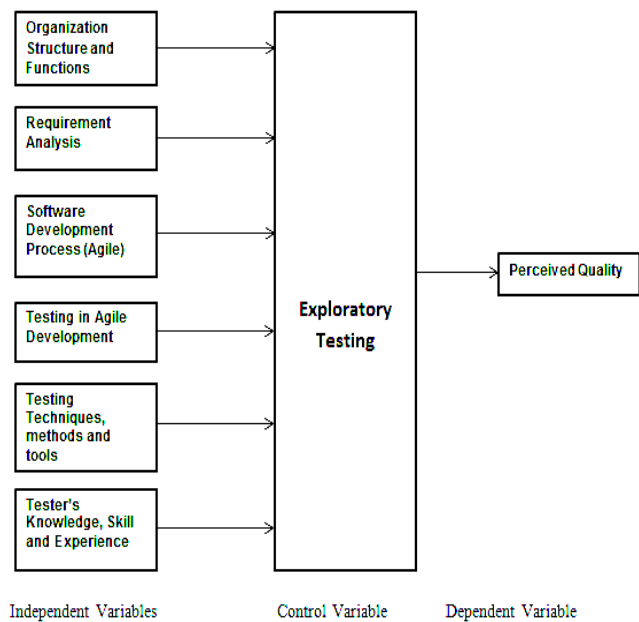 Organization
Structure and
Functions
Requirement
Analysis
Software
Development
Process (Agile)
Testing in Agile
Development
Testing
Techniques,
methods and
tools
Tester's
Knowledge, Skill
and Experience
Exploratory
Testing
Perceived Quality
Independent Variables
Control Variable
Dependent Variable